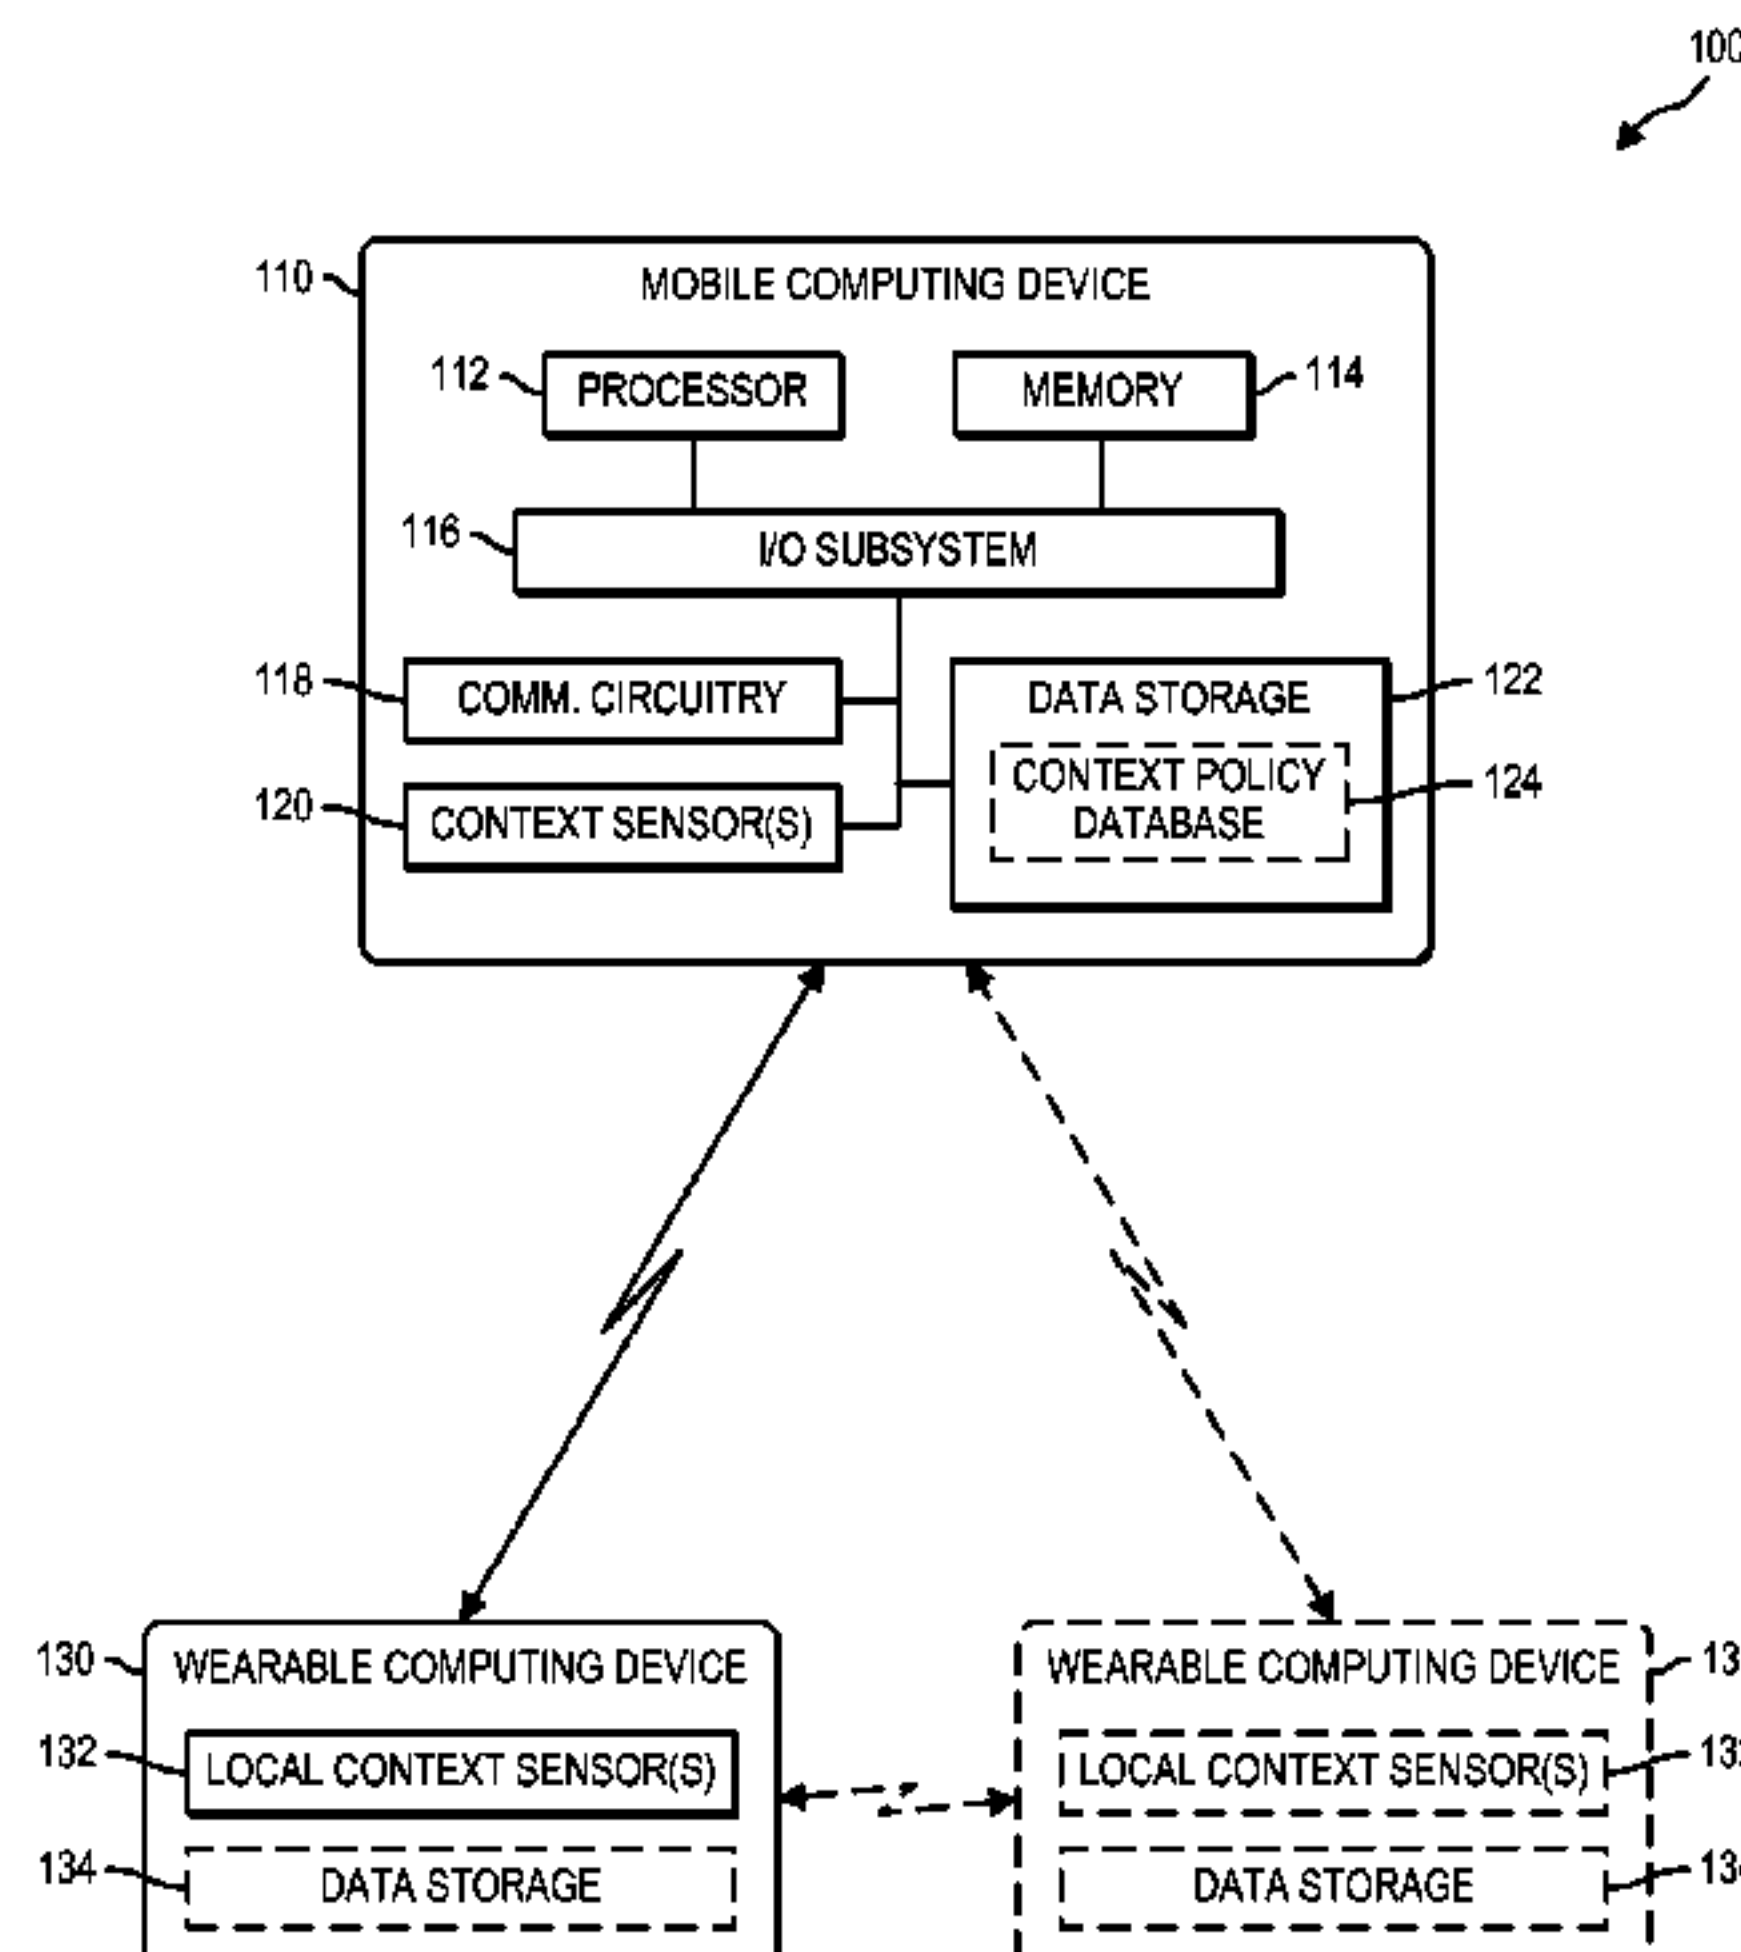 100
110
MOBILE COMPUTING DEVICE
112
PROCESSOR
MEMORY
114
116
I/O SUBSYSTEM
118
COMM. CIRCUITRY
DATA STORAGE
122
CONTEXT POLICY
DATABASE
124
120
CONTEXT SENSOR(S)
130
WEARABLE COMPUTING DEVICE
WEARABLE COMPUTING DEVICE
132
LOCAL CONTEXT SENSOR(S)
LOCAL CONTEXT SENSOR(S)
134
DATA STORAGE
DATA STORAGE